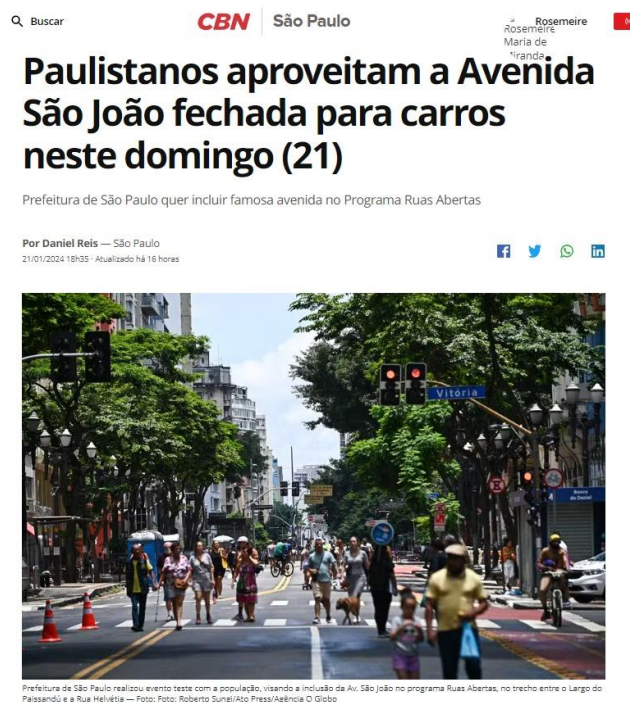 Buscar
CBN
São Paulo
Rosemeire
Rosemeire
Maria de
Miranda
Paulistanos aproveitam a Avenida
São João fechada para carros
neste domingo (21)
Prefeitura de São Paulo quer incluir famosa avenida no Programa Ruas Abertas
Por Daniel Reis — São Paulo
21/01/2024 18h35 · Atualizado há 16 horas
Vitória
Prefeitura de São Paulo realizou evento teste com a população, visando a inclusão da Av. São João no programa Ruas Abertas, no trecho entre o Largo do
Paissandú e a Rua Helvétia — Foto: Foto: Roberto Sungi/Ato Press/Agência O Globo